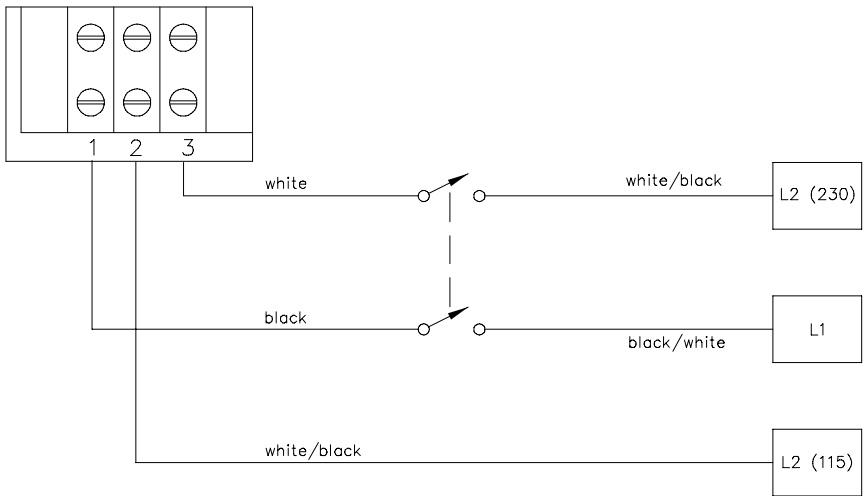 1 2 3
white
white/black
L2 (230)
black
black/white
L1
white/black
L2 (115)